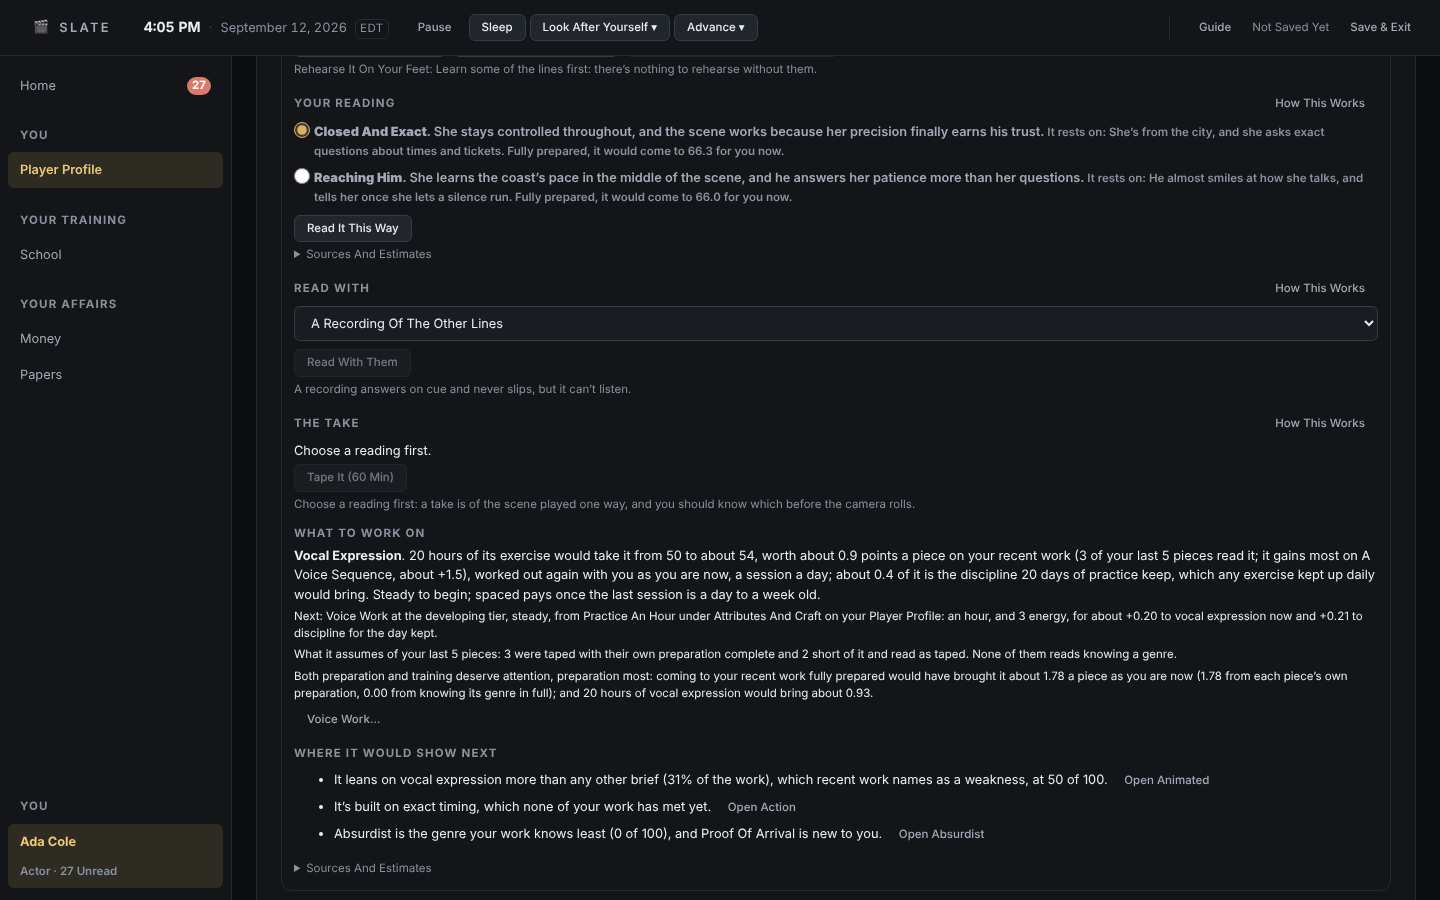 SLATE
4:05 PM · September 12, 2026 EDT
Pause
Sleep
Look After Yourself ▾
Advance ▾
Guide
Not Saved Yet
Save & Exit
Home
27
YOU
Player Profile
YOUR TRAINING
School
YOUR AFFAIRS
Money
Papers
YOU
Ada Cole
Actor · 27 Unread
Rehearse It On Your Feet: Learn some of the lines first: there's nothing to rehearse without them.
YOUR READING
How This Works
Closed And Exact. She stays controlled throughout, and the scene works because her precision finally earns his trust. It rests on: She's from the city, and she asks exact
questions about times and tickets. Fully prepared, it would come to 66.3 for you now.
Reaching Him. She learns the coast's pace in the middle of the scene, and he answers her patience more than her questions. It rests on: He almost smiles at how she talks, and
tells her once she lets a silence run. Fully prepared, it would come to 66.0 for you now.
Read It This Way
▶ Sources And Estimates
READ WITH
How This Works
A Recording Of The Other Lines
Read With Them
A recording answers on cue and never slips, but it can't listen.
THE TAKE
How This Works
Choose a reading first.
Tape It (60 Min)
Choose a reading first: a take is of the scene played one way, and you should know which before the camera rolls.
WHAT TO WORK ON
Vocal Expression. 20 hours of its exercise would take it from 50 to about 54, worth about 0.9 points a piece on your recent work (3 of your last 5 pieces read it; it gains most on A
Voice Sequence, about +1.5), worked out again with you as you are now, a session a day; about 0.4 of it is the discipline 20 days of practice keep, which any exercise kept up daily
would bring. Steady to begin; spaced pays once the last session is a day to a week old.
Next: Voice Work at the developing tier, steady, from Practice An Hour under Attributes And Craft on your Player Profile: an hour, and 3 energy, for about +0.20 to vocal expression now and +0.21 to
discipline for the day kept.
What it assumes of your last 5 pieces: 3 were taped with their own preparation complete and 2 short of it and read as taped. None of them reads knowing a genre.
Both preparation and training deserve attention, preparation most: coming to your recent work fully prepared would have brought it about 1.78 a piece as you are now (1.78 from each piece's own
preparation, 0.00 from knowing its genre in full); and 20 hours of vocal expression would bring about 0.93.
Voice Work...
WHERE IT WOULD SHOW NEXT
• It leans on vocal expression more than any other brief (31% of the work), which recent work names as a weakness, at 50 of 100. Open Animated
• It's built on exact timing, which none of your work has met yet. Open Action
• Absurdist is the genre your work knows least (0 of 100), and Proof Of Arrival is new to you. Open Absurdist
▶ Sources And Estimates